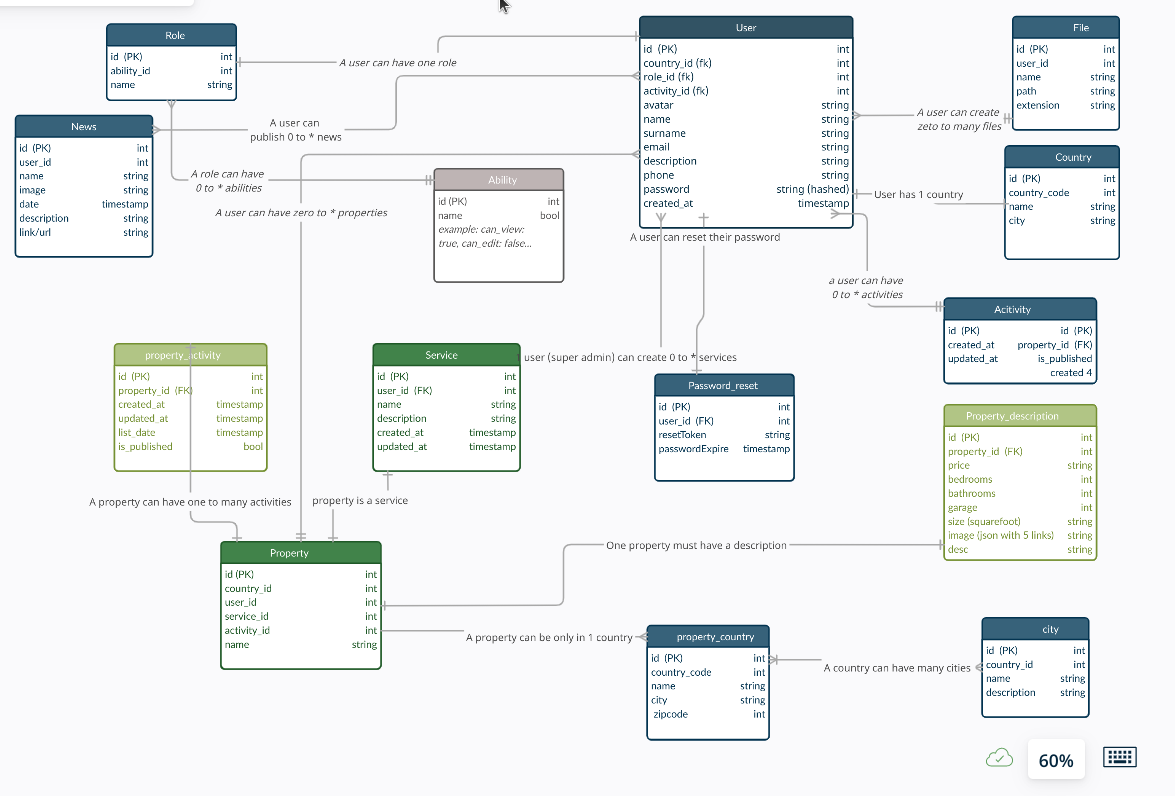 Role
id (PK) int
ability_id int
name string
News
id (PK) int
user_id int
name string
image string
date timestamp
description string
link/url string
A user can have one role
A user can
publish 0 to * news
A role can have
0 to * abilities
A user can have zero to * properties
Ability
id (PK) int
name bool
example: can_view:
true, can_edit: false...
User
id (PK) int
country_id (fk) int
role_id (fk) int
activity_id (fk) int
avatar string
name string
surname string
email string
description string
phone string
password string (hashed)
created_at timestamp
A user can reset their password
File
id (PK) int
user_id int
name string
path string
extension string
A user can create
zeto to many files
Country
id (PK) int
country_code int
name string
city string
User has 1 country
a user can have
0 to * activities
Acitivity
id (PK) id (PK)
created_at property_id (FK)
updated_at is_published
created 4
property_activity
id (PK) int
property_id (FK) int
created_at timestamp
updated_at timestamp
list_date timestamp
is_published bool
Service
id (PK) int
user_id (FK) int
name string
description string
created_at timestamp
updated_at timestamp
user (super admin) can create 0 to * services
Password_reset
id (PK) int
user_id (FK) int
resetToken string
passwordExpire timestamp
Property_description
id (PK) int
property_id (FK) int
price string
bedrooms int
bathrooms int
garage int
size (squarefoot) string
image (json with 5 links) string
desc string
A property can have one to many activities
property is a service
Property
id (PK) int
country_id int
user_id int
service_id int
activity_id int
name string
One property must have a description
A property can be only in 1 country
property_country
id (PK) int
country_code int
name string
city string
zipcode int
A country can have many cities
city
id (PK) int
country_id int
name string
description string
60%